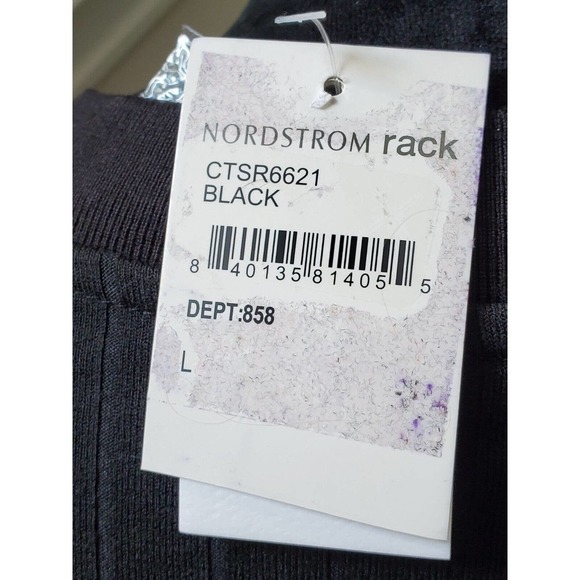 NORDSTROM rack
CTSR6621
BLACK
8 40135 81405 5
DEPT:858
L